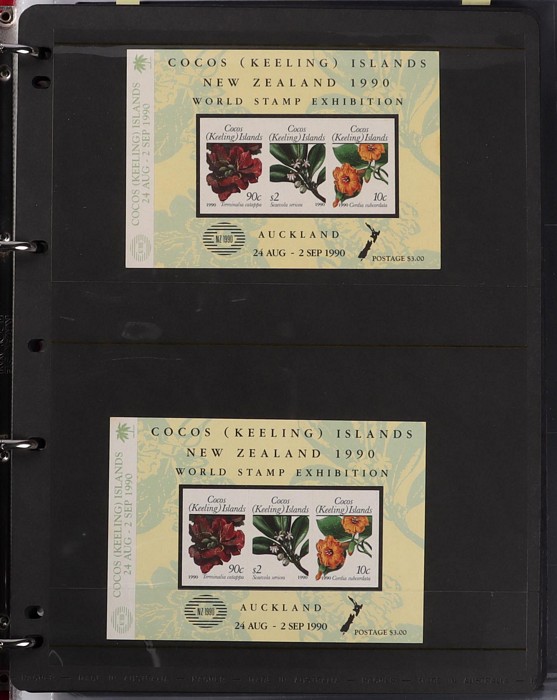 COCOS (KEELING) ISLANDS
NEW ZEALAND 1990
WORLD STAMP EXHIBITION
COCOS (KEELING) ISLANDS
24 AUG - 2 SEP 1990
Cocos
(Keeling) Islands
90c
1990 Terminalia catappa
Cocos
(Keeling) Islands
$2
Scaevola sericea 1990
Cocos
(Keeling) Islands
10c
1990 Cordia subcordata
NZ 1990
AUCKLAND
24 AUG - 2 SEP 1990
POSTAGE $3.00
COCOS (KEELING) ISLANDS
NEW ZEALAND 1990
WORLD STAMP EXHIBITION
COCOS (KEELING) ISLANDS
24 AUG - 2 SEP 1990
Cocos
(Keeling) Islands
90c
1990 Terminalia catappa
Cocos
(Keeling) Islands
$2
Scaevola sericea 1990
Cocos
(Keeling) Islands
10c
1990 Cordia subcordata
NZ 1990
AUCKLAND
24 AUG - 2 SEP 1990
POSTAGE $3.00